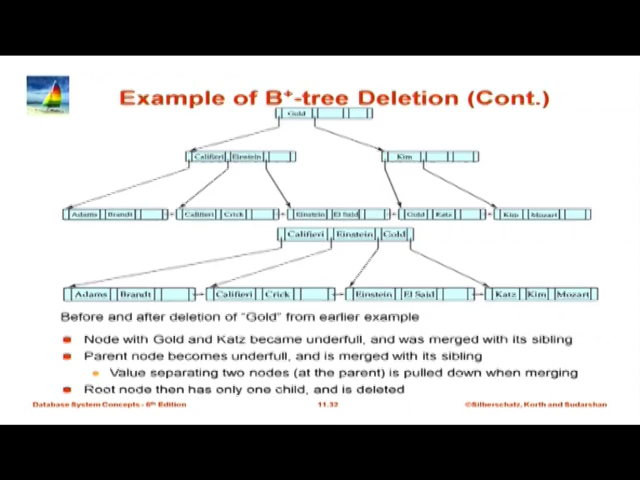 Example of B+-tree Deletion (Cont.)
Gold
Califieri Einstein
Kim
Adams Brandt Califieri Crick Einstein El Said Gold Katz Kim Mozart
Califieri Einstein Gold
Adams Brandt Califieri Crick Einstein El Said Katz Kim Mozart
Before and after deletion of “Gold” from earlier example
Node with Gold and Katz became underfull, and was merged with its sibling
Parent node becomes underfull, and is merged with its sibling
Value separating two nodes (at the parent) is pulled down when merging
Root node then has only one child, and is deleted
Database System Concepts - 6th Edition 11.32 ©Silberschatz, Korth and Sudarshan